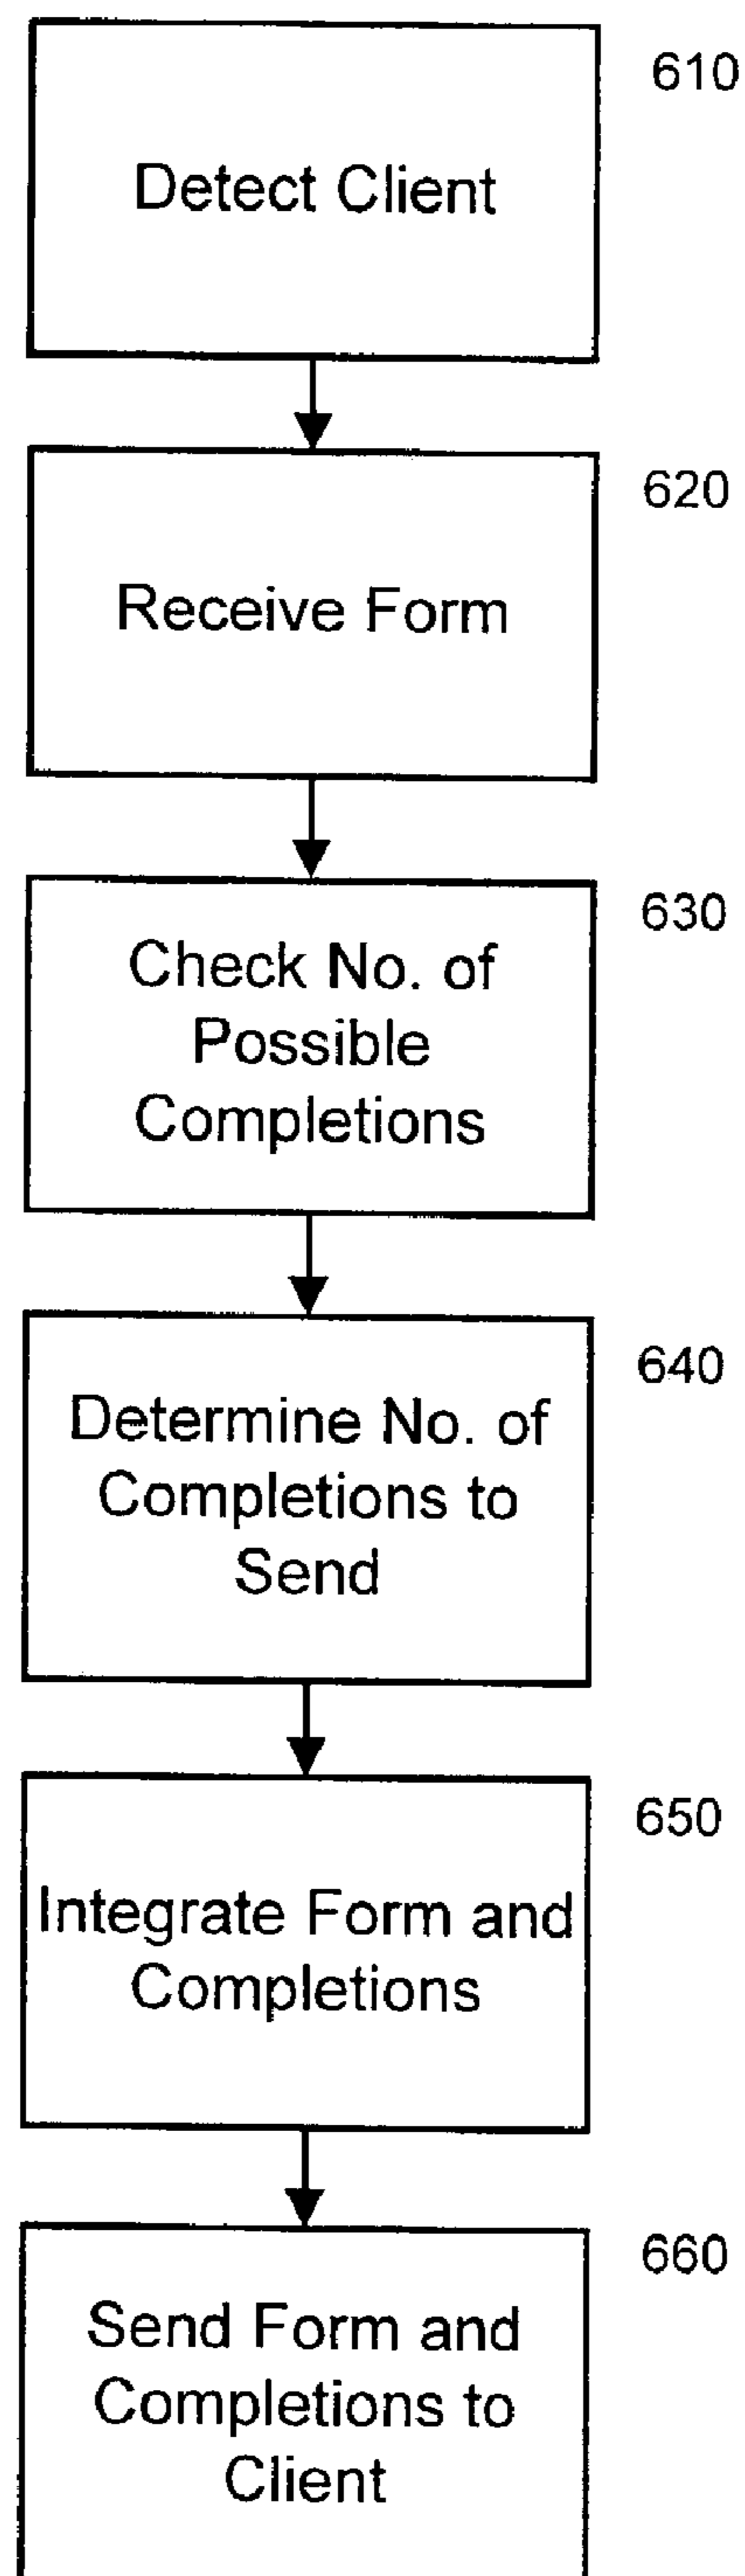 610
Detect Client
620
Receive Form
630
Check No. of
Possible
Completions
640
Determine No. of
Completions to
Send
650
Integrate Form and
Completions
660
Send Form and
Completions to
Client